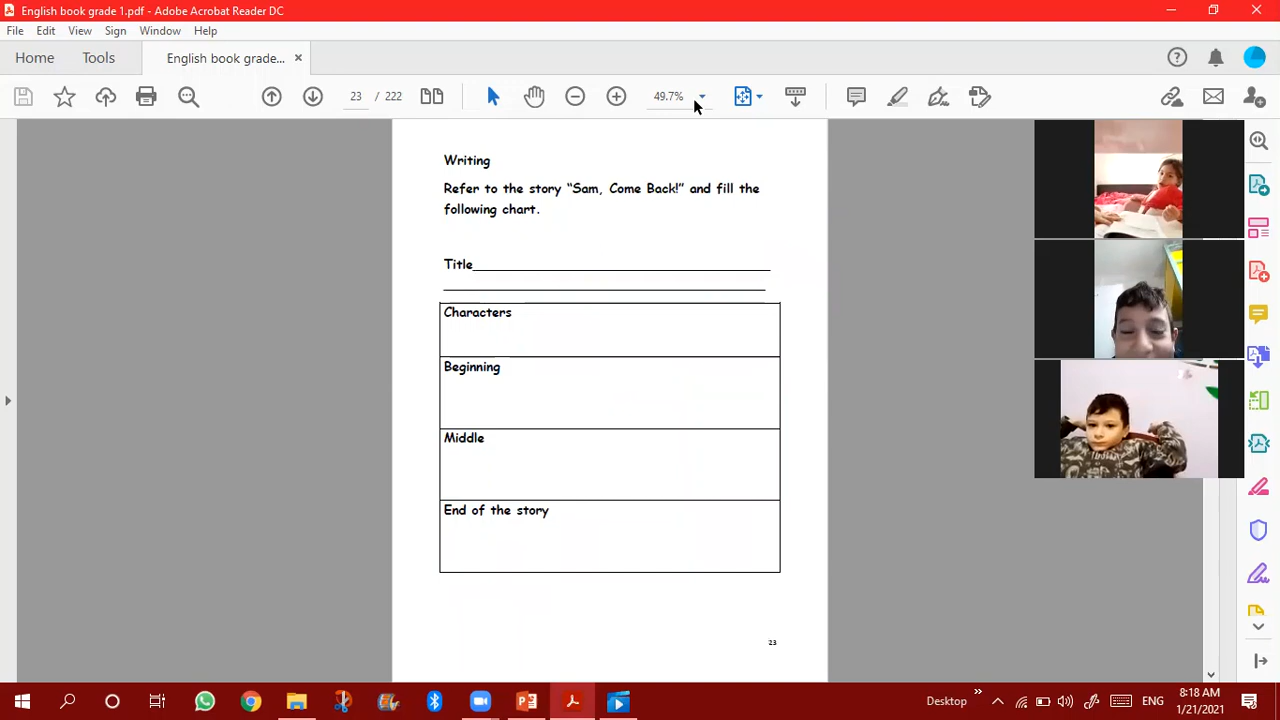 English book grade 1.pdf - Adobe Acrobat Reader DC
File Edit View Sign Window Help
Home Tools English book grade... ×
23 / 222 49.7%
Writing
Refer to the story “Sam, Come Back!” and fill the
following chart.
Title
Characters
Beginning
Middle
End of the story
23
Desktop » ENG 8:18 AM
1/21/2021